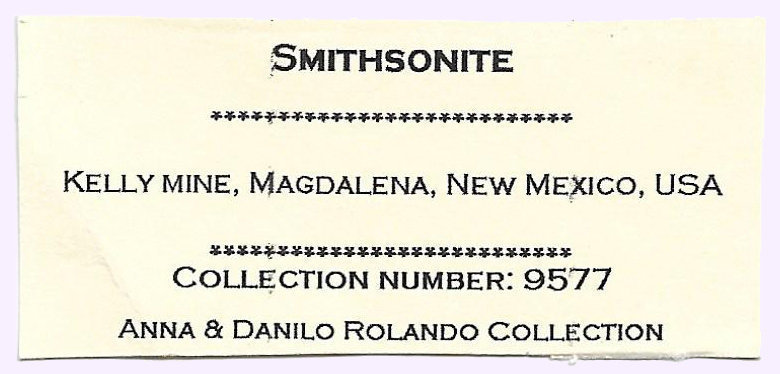 Smithsonite
***************************
Kelly mine, Magdalena, New Mexico, USA
***************************
Collection number: 9577
Anna & Danilo Rolando Collection